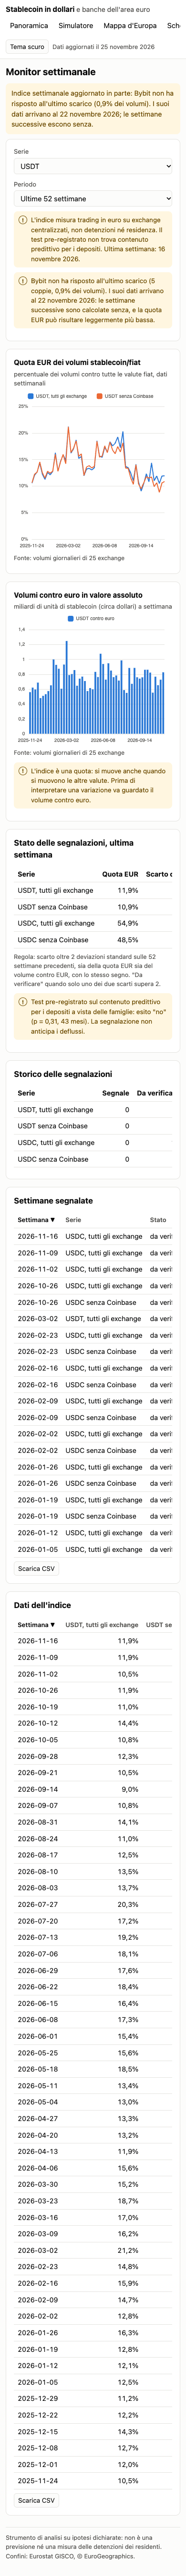 Stablecoin in dollari e banche dell'area euro
Panoramica Simulatore Mappa d'Europa Sch
Tema scuro Dati aggiornati il 25 novembre 2026
Monitor settimanale
Indice settimanale aggiornato in parte: Bybit non ha
risposto all'ultimo scarico (0,9% dei volumi). I suoi dati
arrivano al 22 novembre 2026; le settimane
successive escono senza.
Serie
USDT
Periodo
Ultime 52 settimane
L'indice misura trading in euro su exchange
centralizzati, non detenzioni né residenza. Il
test pre-registrato non trova contenuto
predittivo per i depositi. Ultima settimana: 16
novembre 2026.
Bybit non ha risposto all'ultimo scarico (5
coppie, 0,9% dei volumi). I suoi dati arrivano
al 22 novembre 2026: le settimane
successive sono calcolate senza, e la quota
EUR può risultare leggermente più bassa.
Quota EUR dei volumi stablecoin/fiat
percentuale dei volumi contro tutte le valute fiat, dati
settimanali
USDT, tutti gli exchange USDT senza Coinbase
25%
20%
15%
10%
5%
0%
2025-11-24 2026-03-02 2026-06-08 2026-09-14
Fonte: volumi giornalieri di 25 exchange
Volumi contro euro in valore assoluto
miliardi di unità di stablecoin (circa dollari) a settimana
USDT contro euro
1,4
1,2
1
0,8
0,6
0,4
0,2
0
2025-11-24 2026-03-02 2026-06-08 2026-09-14
Fonte: volumi giornalieri di 25 exchange
L'indice è una quota: si muove anche quando
si muovono le altre valute. Prima di
interpretare una variazione va guardato il
volume contro euro.
Stato delle segnalazioni, ultima
settimana
Serie Quota EUR Scarto d
USDT, tutti gli exchange 11,9%
USDT senza Coinbase 10,9%
USDC, tutti gli exchange 54,9%
USDC senza Coinbase 48,5%
Regola: scarto oltre 2 deviazioni standard sulle 52
settimane precedenti, sia della quota EUR sia del
volume contro EUR, con lo stesso segno. "Da
verificare" quando solo uno dei due scarti supera 2.
Test pre-registrato sul contenuto predittivo
per i depositi a vista delle famiglie: esito "no"
(p = 0,31, 43 mesi). La segnalazione non
anticipa i deflussi.
Storico delle segnalazioni
Serie Segnale Da verifica
USDT, tutti gli exchange 0
USDT senza Coinbase 0
USDC, tutti gli exchange 0
USDC senza Coinbase 0
Settimane segnalate
Settimana ▼ Serie Stato
2026-11-16 USDC, tutti gli exchange da veri
2026-11-09 USDC, tutti gli exchange da veri
2026-11-02 USDC, tutti gli exchange da veri
2026-10-26 USDC, tutti gli exchange da veri
2026-10-26 USDC senza Coinbase da veri
2026-03-02 USDT, tutti gli exchange da veri
2026-02-23 USDC, tutti gli exchange da veri
2026-02-23 USDC senza Coinbase da veri
2026-02-16 USDC, tutti gli exchange da veri
2026-02-16 USDC senza Coinbase da veri
2026-02-09 USDC, tutti gli exchange da veri
2026-02-09 USDC senza Coinbase da veri
2026-02-02 USDC, tutti gli exchange da veri
2026-02-02 USDC senza Coinbase da veri
2026-01-26 USDC, tutti gli exchange da veri
2026-01-26 USDC senza Coinbase da veri
2026-01-19 USDC, tutti gli exchange da veri
2026-01-19 USDC senza Coinbase da veri
2026-01-12 USDC, tutti gli exchange da veri
2026-01-05 USDC, tutti gli exchange da veri
Scarica CSV
Dati dell'indice
Settimana ▼ USDT, tutti gli exchange USDT se
2026-11-16 11,9%
2026-11-09 11,9%
2026-11-02 10,5%
2026-10-26 11,9%
2026-10-19 11,0%
2026-10-12 14,4%
2026-10-05 10,8%
2026-09-28 12,3%
2026-09-21 10,5%
2026-09-14 9,0%
2026-09-07 10,8%
2026-08-31 14,1%
2026-08-24 11,0%
2026-08-17 12,5%
2026-08-10 13,5%
2026-08-03 13,7%
2026-07-27 20,3%
2026-07-20 17,2%
2026-07-13 19,2%
2026-07-06 18,1%
2026-06-29 17,6%
2026-06-22 18,4%
2026-06-15 16,4%
2026-06-08 17,3%
2026-06-01 15,4%
2026-05-25 15,6%
2026-05-18 18,5%
2026-05-11 13,4%
2026-05-04 13,0%
2026-04-27 13,3%
2026-04-20 13,2%
2026-04-13 11,9%
2026-04-06 15,6%
2026-03-30 15,2%
2026-03-23 18,7%
2026-03-16 17,0%
2026-03-09 16,2%
2026-03-02 21,2%
2026-02-23 14,8%
2026-02-16 15,9%
2026-02-09 14,7%
2026-02-02 12,8%
2026-01-26 16,3%
2026-01-19 12,8%
2026-01-12 12,1%
2026-01-05 12,5%
2025-12-29 11,2%
2025-12-22 12,2%
2025-12-15 14,3%
2025-12-08 12,7%
2025-12-01 12,0%
2025-11-24 10,5%
Scarica CSV
Strumento di analisi su ipotesi dichiarate: non è una
previsione né una misura delle detenzioni dei residenti.
Confini: Eurostat GISCO, © EuroGeographics.